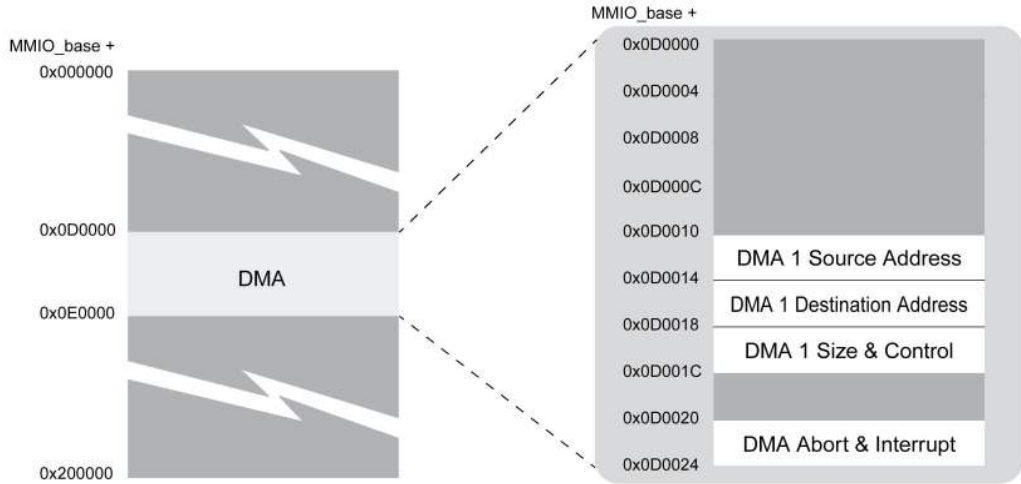 MMIO_base +
0x000000
0x0D0000
DMA
0x0E0000
0x200000
MMIO_base +
0x0D0000
0x0D0004
0x0D0008
0x0D000C
0x0D0010
DMA 1 Source Address
0x0D0014
DMA 1 Destination Address
0x0D0018
DMA 1 Size & Control
0x0D001C
0x0D0020
DMA Abort & Interrupt
0x0D0024